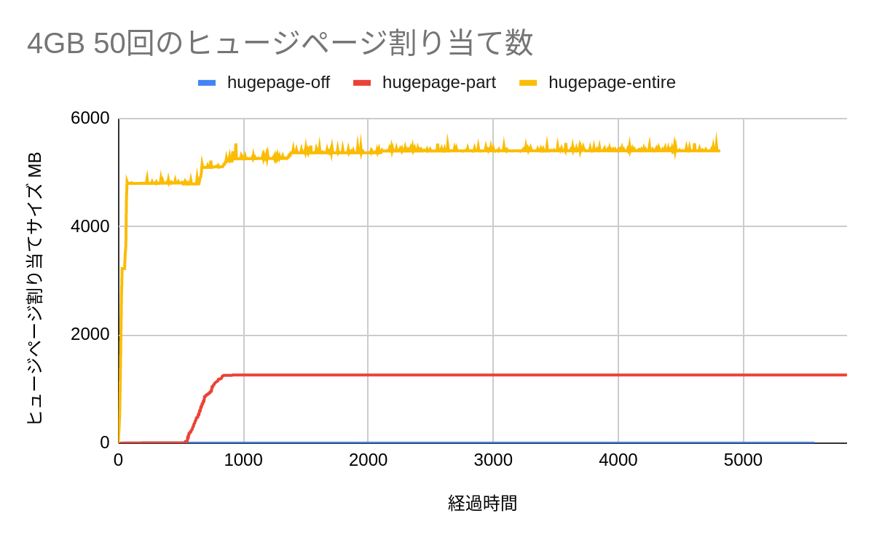 4GB 50回のヒュージページ割り当て数
hugepage-off hugepage-part hugepage-entire
ヒュージページ割り当てサイズ MB
6000
4000
2000
0
0 1000 2000 3000 4000 5000
経過時間